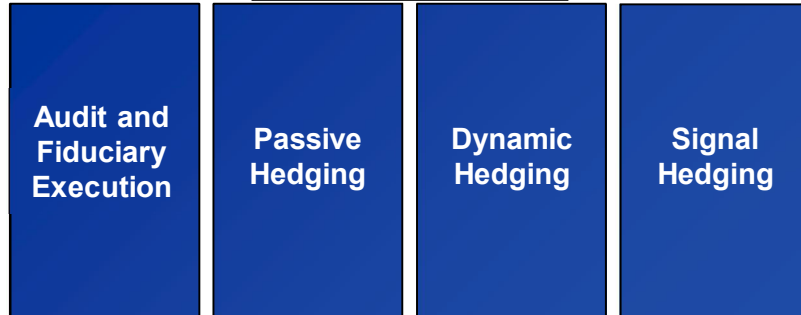 Audit and
Fiduciary
Execution
Passive
Hedging
Dynamic
Hedging
Signal
Hedging